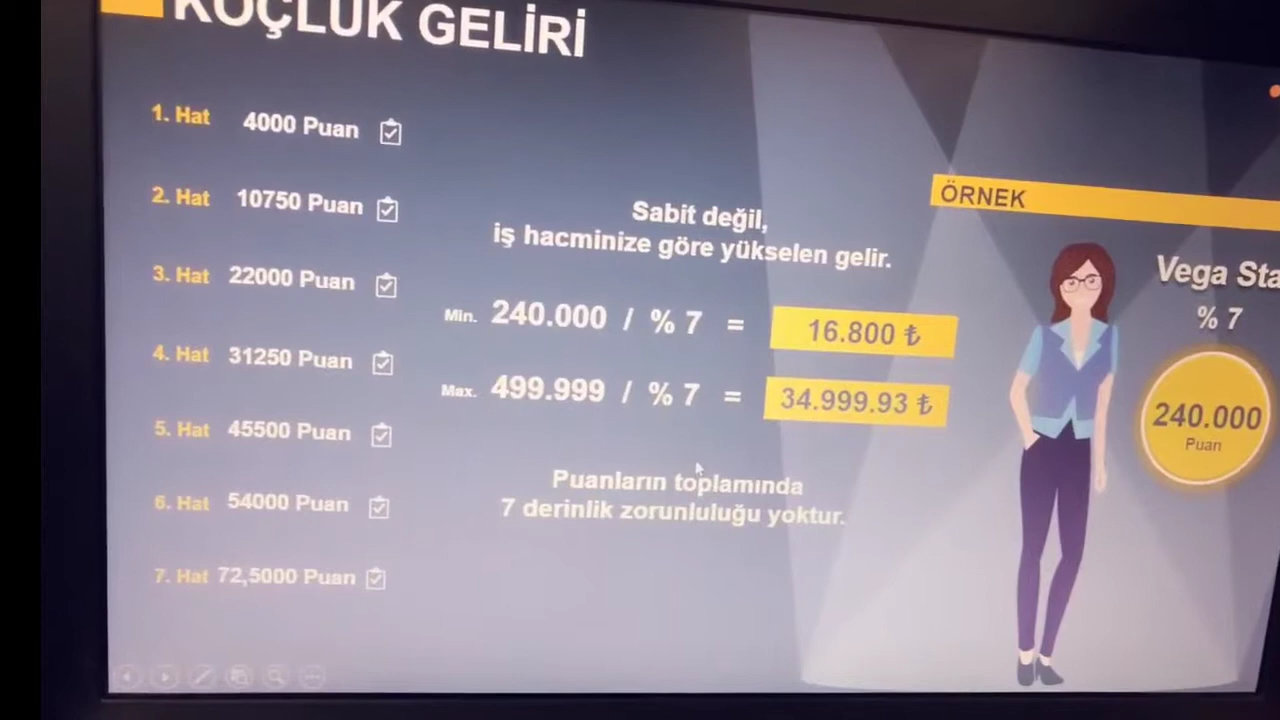 KOÇLUK GELİRİ
1. Hat 4000 Puan
2. Hat 10750 Puan
3. Hat 22000 Puan
4. Hat 31250 Puan
5. Hat 45500 Puan
6. Hat 54000 Puan
7. Hat 72,5000 Puan
Sabit değil,
iş hacminize göre yükselen gelir.
Min. 240.000 / % 7 = 16.800 ₺
Max. 499.999 / % 7 = 34.999.93 ₺
Puanların toplamında
7 derinlik zorunluluğu yoktur.
ÖRNEK
Vega Sta
% 7
240.000
Puan